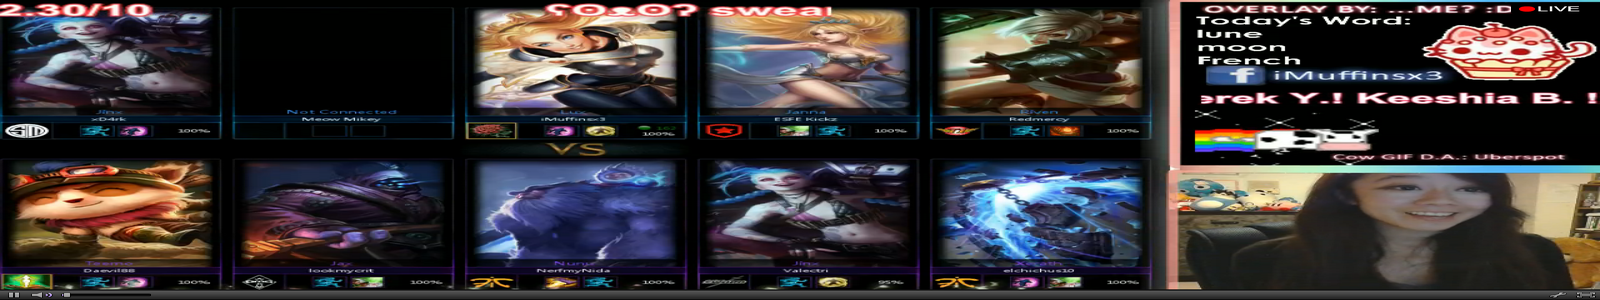 2.30/10
swear
OVERLAY BY: ...ME? :D
LIVE
Today's Word:
lune
moon
French
iMuffinsx3
erek Y.! Keeshia B. !
Cow GIF D.A.: Uberspot
Jinx
xD4rk
100%
Not Connected
Meow Mikey
Lux
iMuffinsx3
100%
Janna
ESFE Kickz
100%
Riven
Redmercy
100%
VS
Teemo
Daevil88
100%
Jax
lookmycrit
100%
Nunu
NerfmyNida
100%
Jinx
Valectri
95%
Xerath
elchichus10
100%